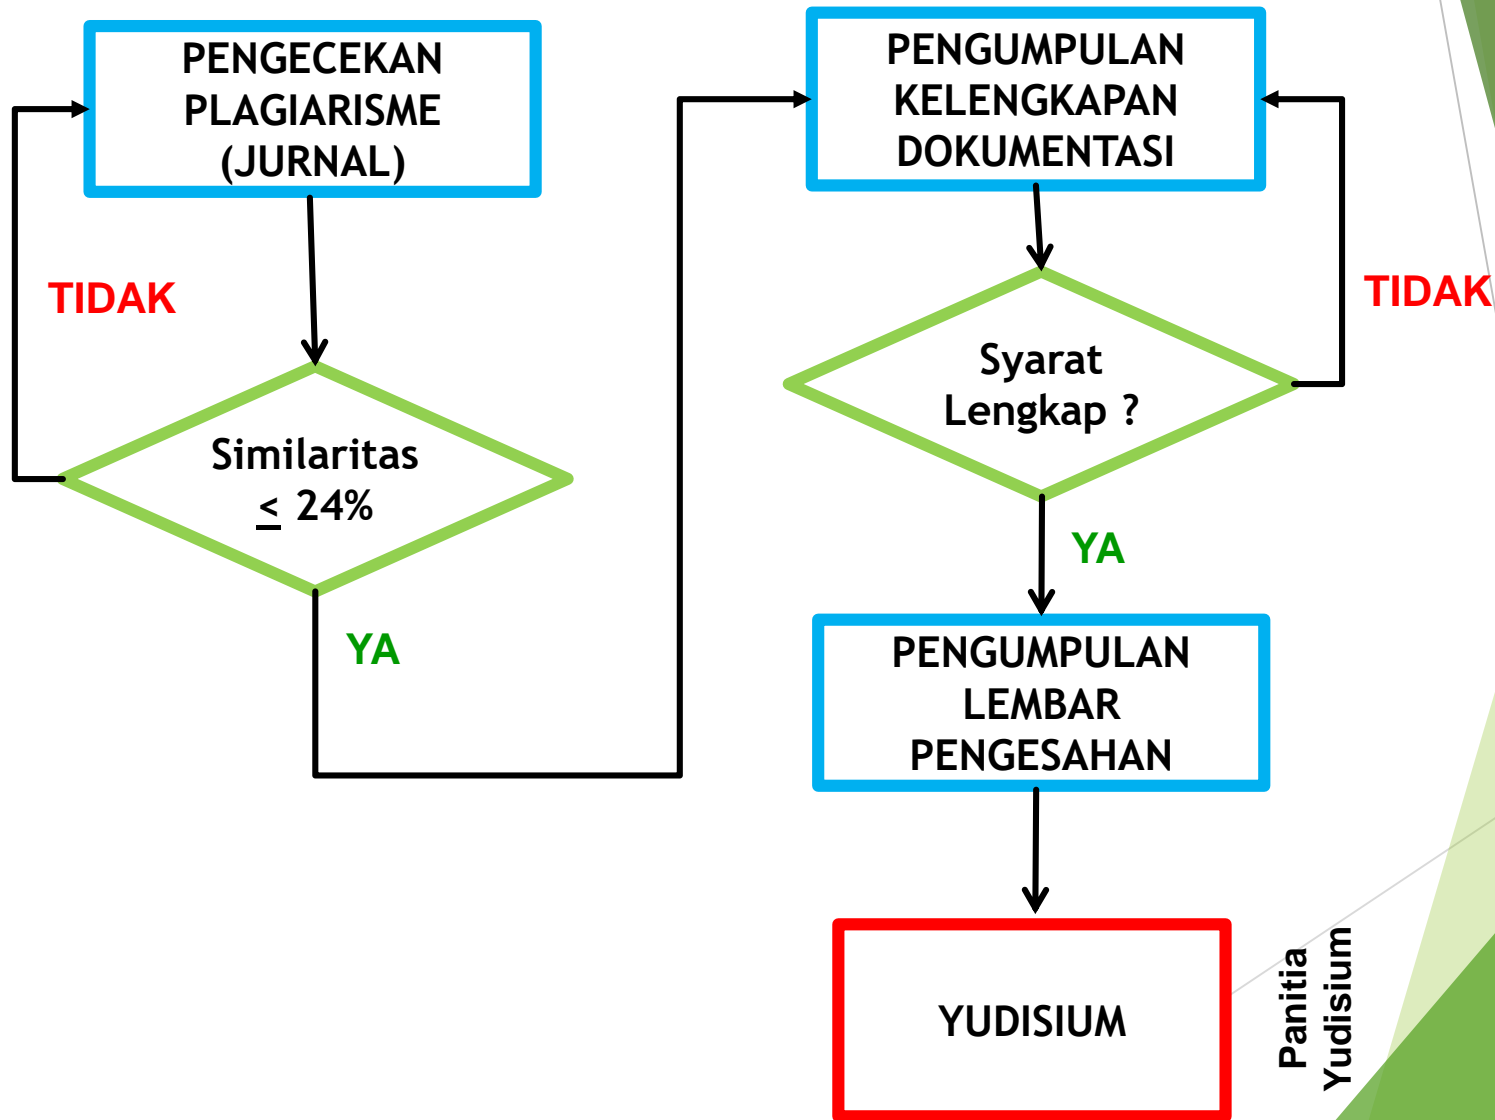 PENGECEKAN
PLAGIARISME
(JURNAL)
TIDAK
Similaritas
< 24%
YA
PENGUMPULAN
KELENGKAPAN
DOKUMENTASI
TIDAK
Syarat
Lengkap ?
YA
PENGUMPULAN
LEMBAR
PENGESAHAN
YUDISIUM
Panitia
Yudisium